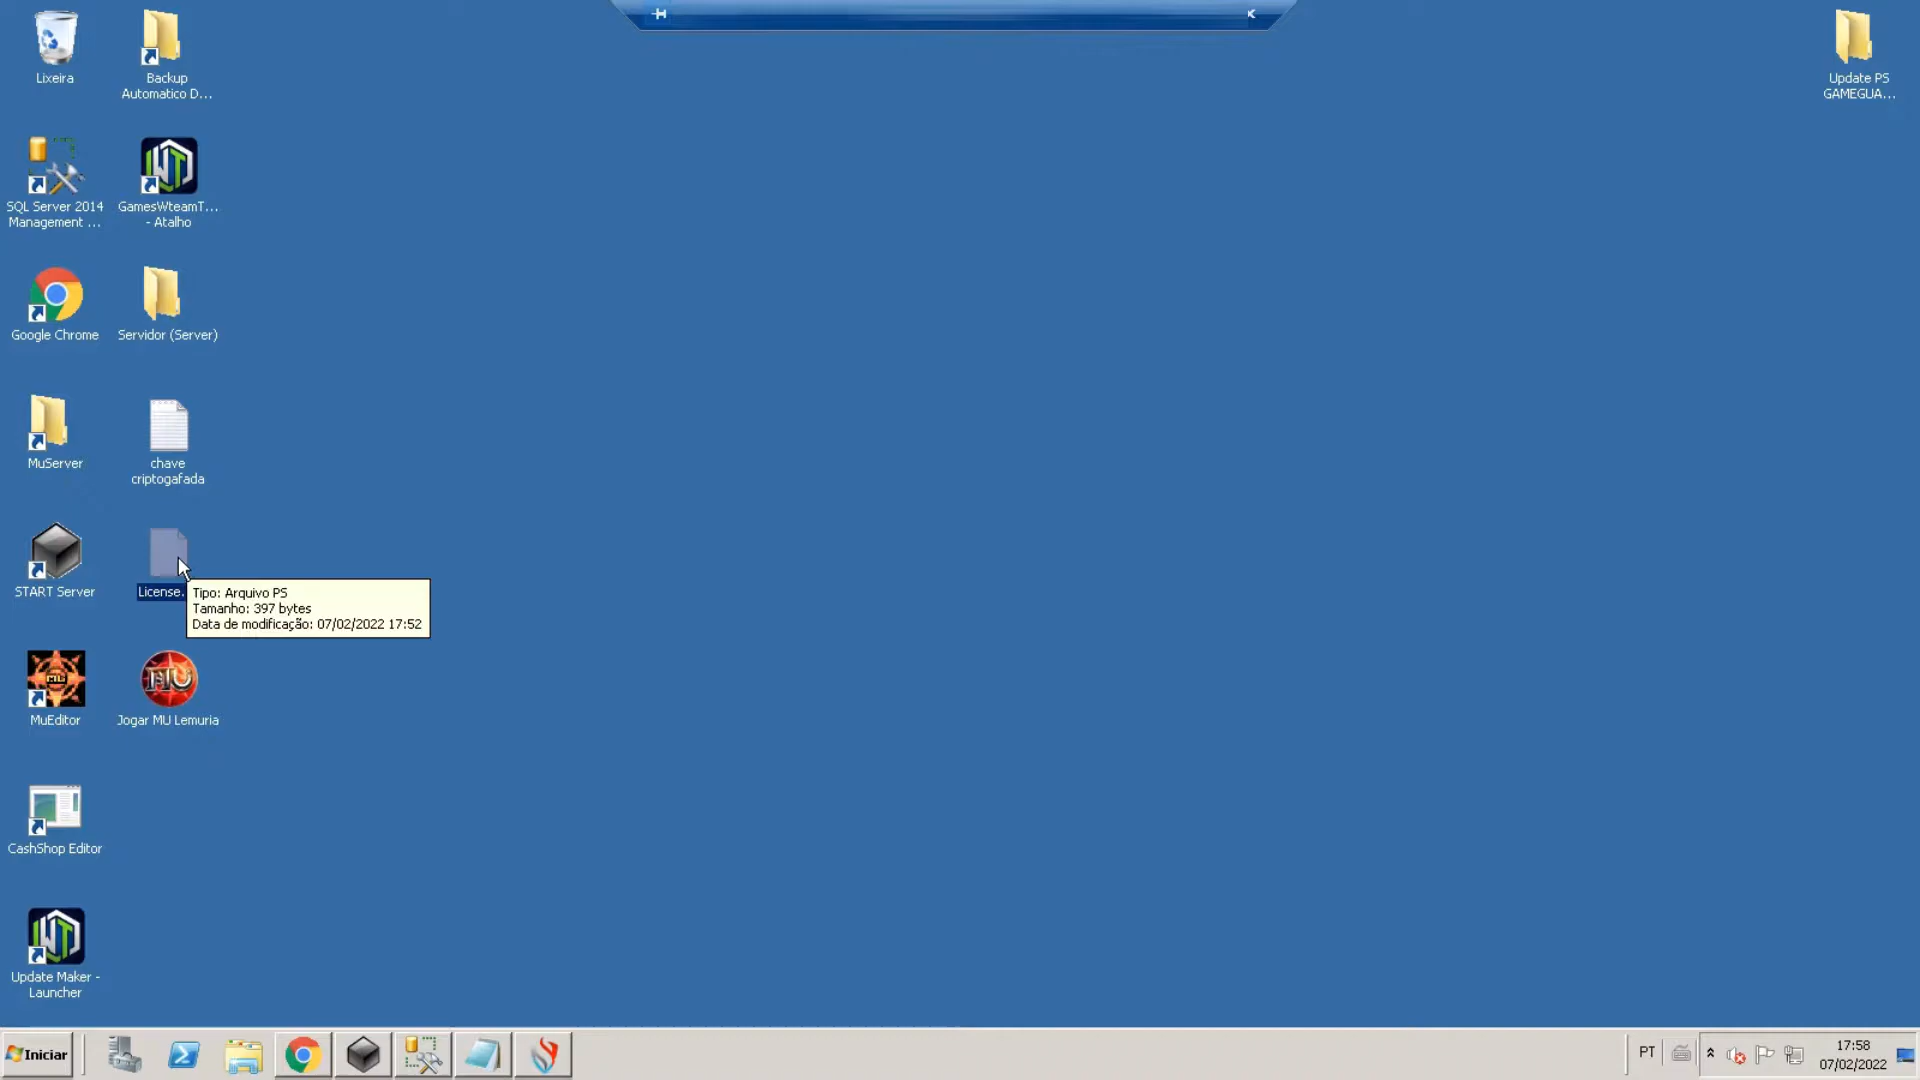 Lixeira
Backup
Automatico D...
Update PS
GAMEGUA...
SQL Server 2014
Management ...
GamesWteamT...
- Atalho
Google Chrome
Servidor (Server)
MuServer
chave
criptogafada
START Server
License.
Tipo: Arquivo PS
Tamanho: 397 bytes
Data de modificação: 07/02/2022 17:52
MuEditor
MU
Jogar MU Lemuria
CashShop Editor
Update Maker -
Launcher
Iniciar
PT
17:58
07/02/2022